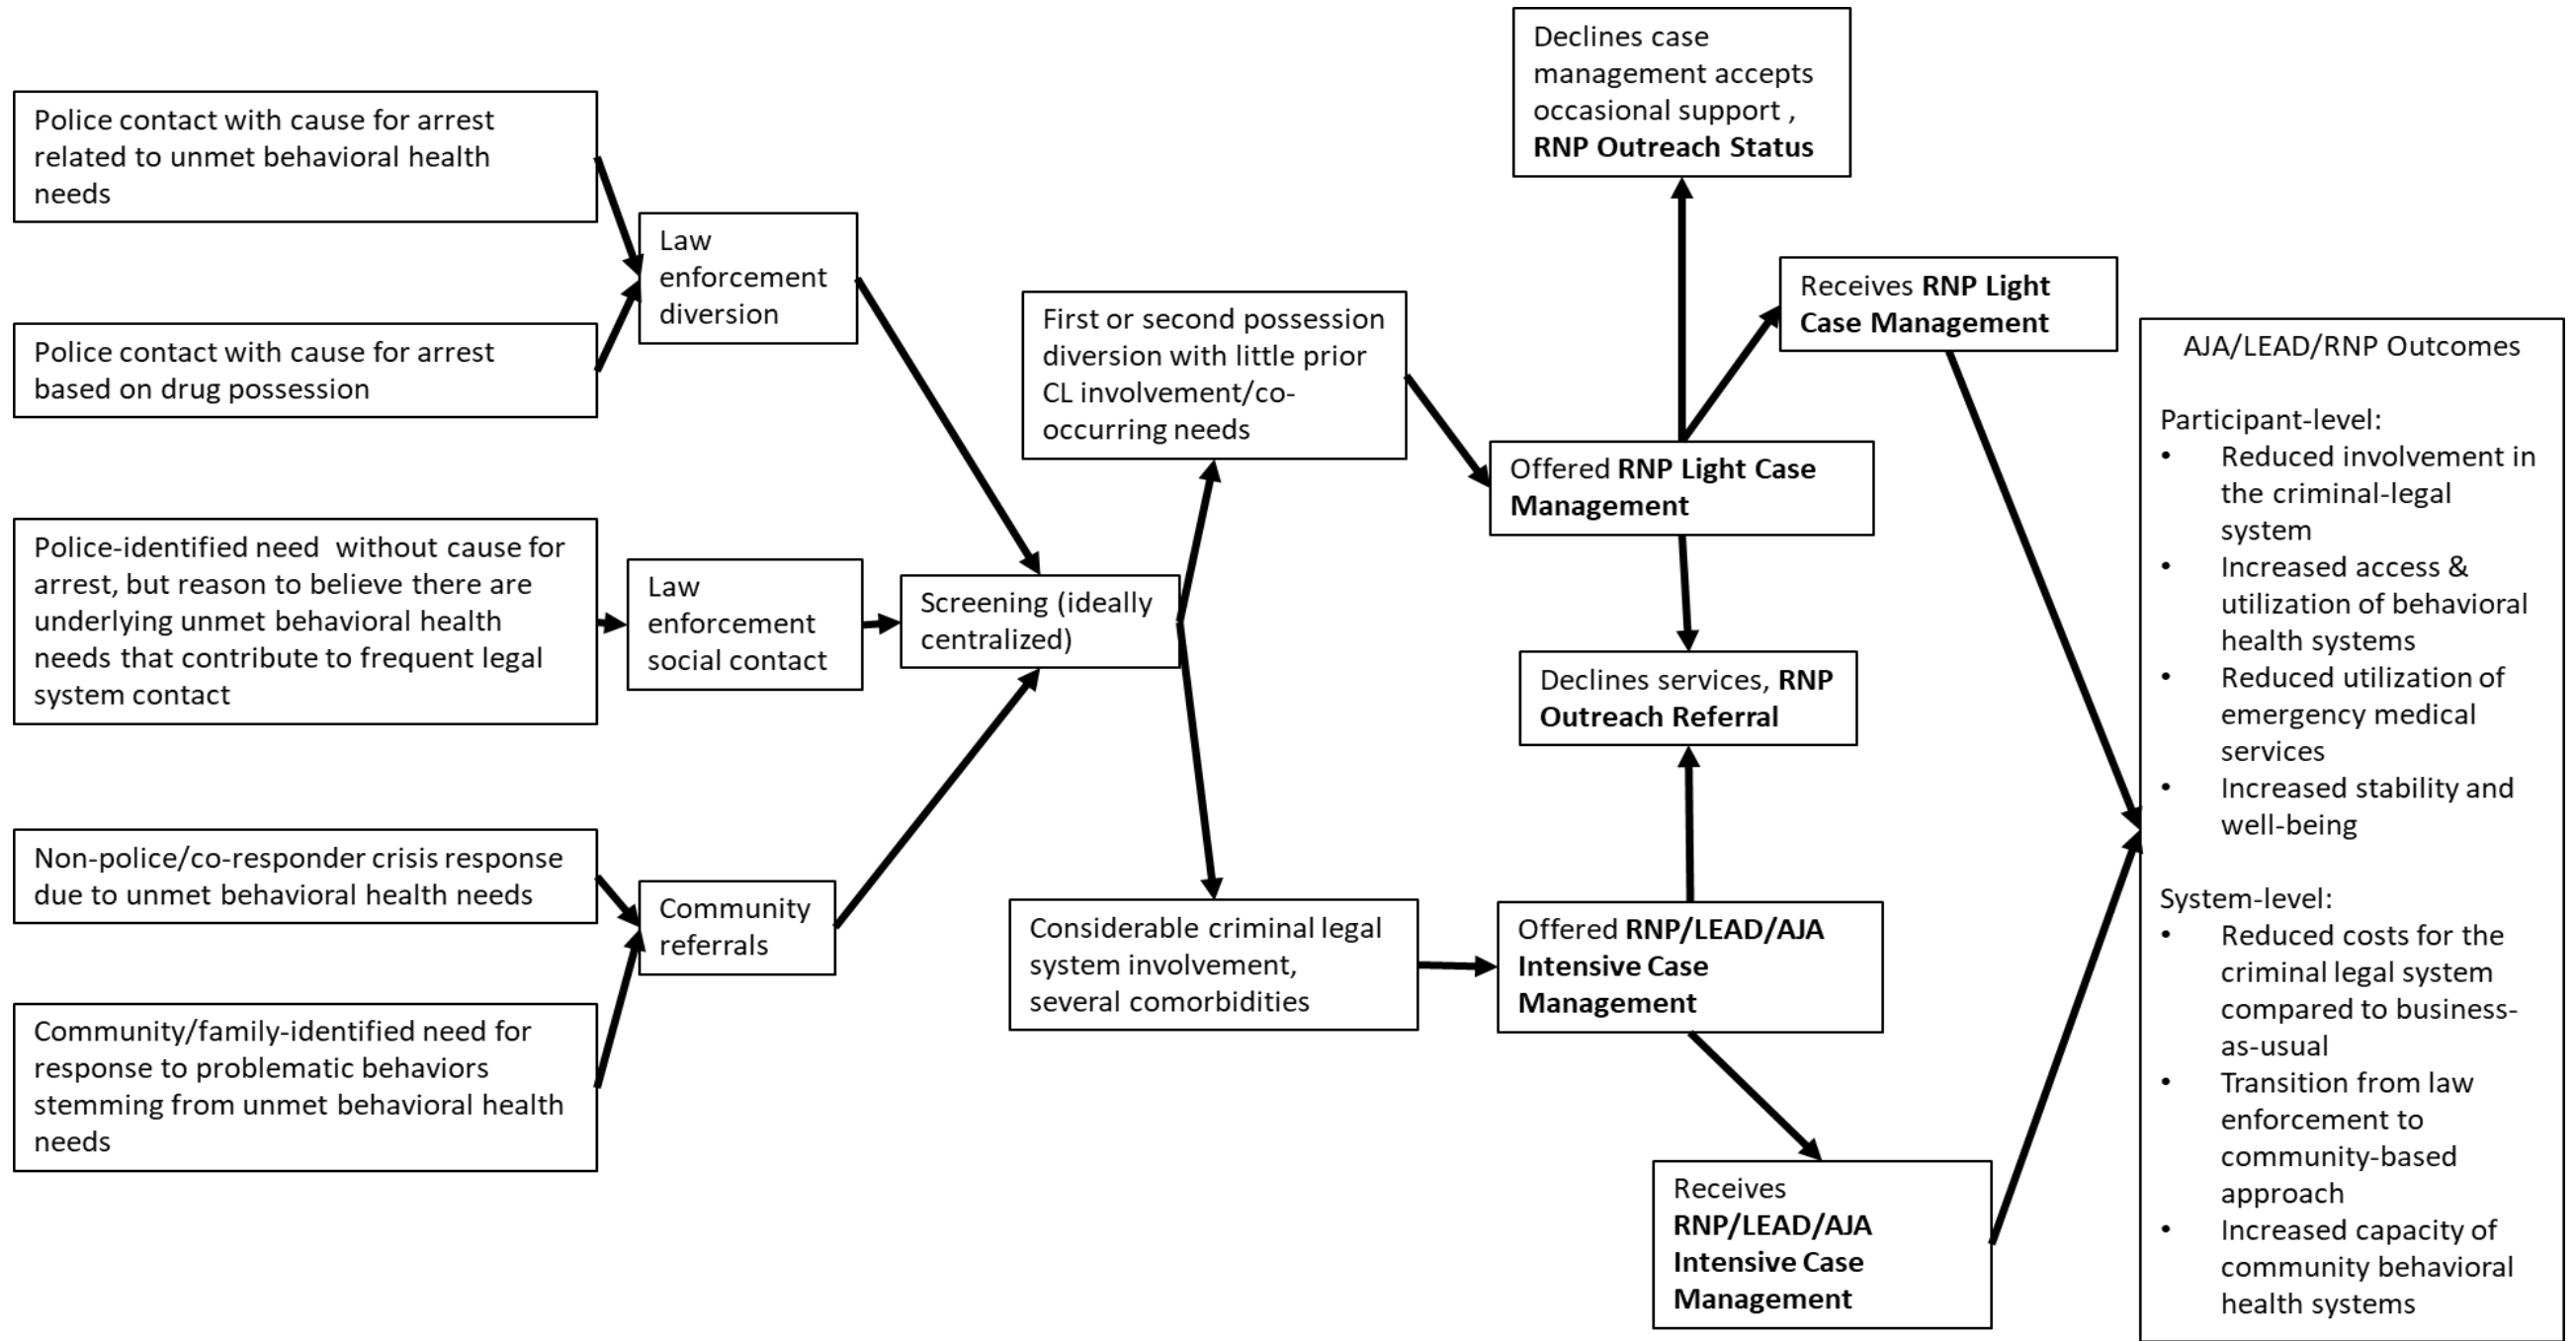 Police contact with cause for arrest
related to unmet behavioral health
needs
Police contact with cause for arrest
based on drug possession
Police-identified need  without cause for
arrest, but reason to believe there are
underlying unmet behavioral health
needs that contribute to frequent legal
system contact
Non-police/co-responder crisis response
due to unmet behavioral health needs
Community/family-identified need for
response to problematic behaviors
stemming from unmet behavioral health
needs
Law
enforcement
diversion
Law
enforcement
social contact
Community
referrals
Screening (ideally
centralized)
First or second possession
diversion with little prior
CL involvement/co-
occurring needs
Considerable criminal legal
system involvement,
several comorbidities
Declines case
management accepts
occasional support ,
RNP Outreach Status
Offered RNP Light Case
Management
Declines services, RNP
Outreach Referral
Offered RNP/LEAD/AJA
Intensive Case
Management
Receives RNP Light
Case Management
Receives
RNP/LEAD/AJA
Intensive Case
Management
AJA/LEAD/RNP Outcomes
Participant-level:
• Reduced involvement in
the criminal-legal
system
• Increased access &
utilization of behavioral
health systems
• Reduced utilization of
emergency medical
services
• Increased stability and
well-being
System-level:
• Reduced costs for the
criminal legal system
compared to business-
as-usual
• Transition from law
enforcement to
community-based
approach
• Increased capacity of
community behavioral
health systems